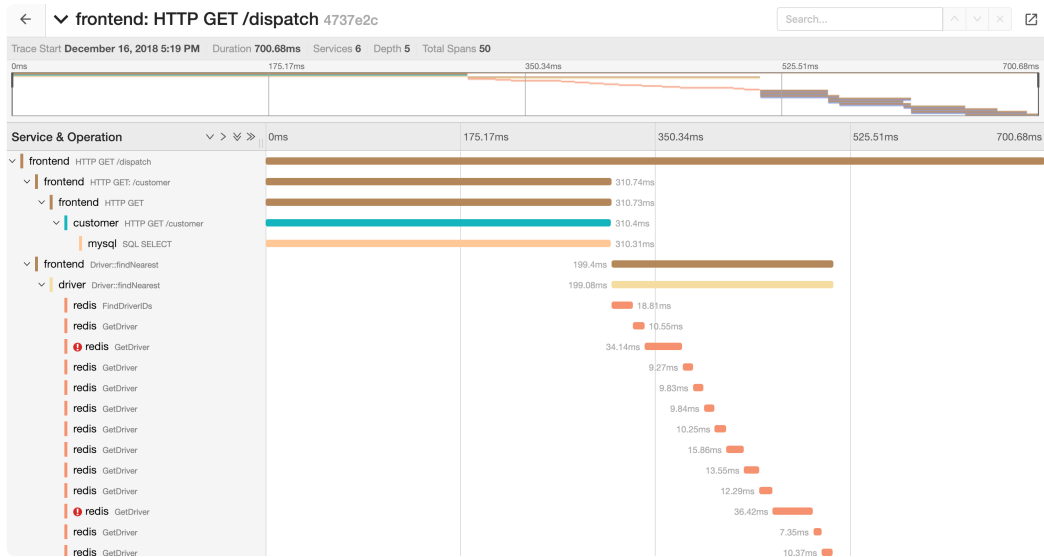 frontend: HTTP GET /dispatch 4737e2c
Search...
Trace Start December 16, 2018 5:19 PM Duration 700.68ms Services 6 Depth 5 Total Spans 50
0ms 175.17ms 350.34ms 525.51ms 700.68ms
Service & Operation 0ms 175.17ms 350.34ms 525.51ms 700.68ms
frontend HTTP GET /dispatch
frontend HTTP GET: /customer 310.74ms
frontend HTTP GET 310.73ms
customer HTTP GET /customer 310.4ms
mysql SQL SELECT 310.31ms
frontend Driver::findNearest 199.4ms
driver Driver::findNearest 199.08ms
redis FindDriverIDs 18.81ms
redis GetDriver 10.55ms
redis GetDriver 34.14ms
redis GetDriver 9.27ms
redis GetDriver 9.83ms
redis GetDriver 9.84ms
redis GetDriver 10.25ms
redis GetDriver 15.86ms
redis GetDriver 13.55ms
redis GetDriver 12.29ms
redis GetDriver 36.42ms
redis GetDriver 7.35ms
redis GetDriver 10.37ms